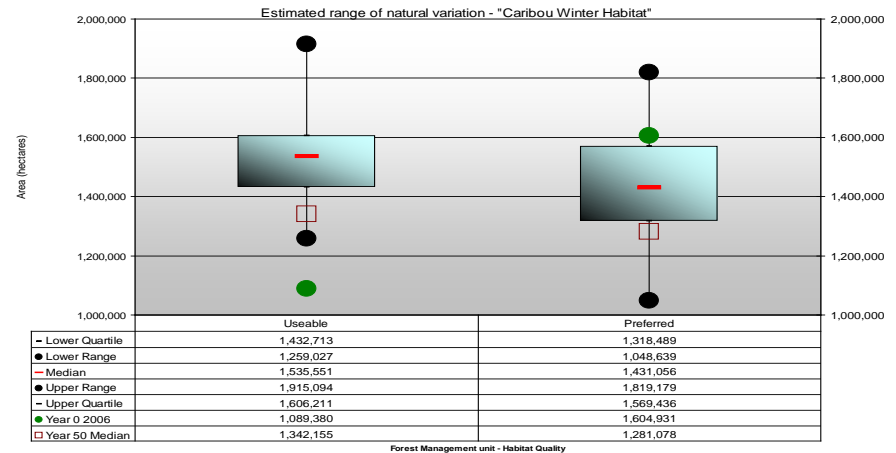 Estimated range of natural variation - "Caribou Winter Habitat"
2,000,000 2,000,000
1,800,000 1,800,000
1,600,000 1,600,000
1,400,000 1,400,000
1,200,000 1,200,000
1,000,000 1,000,000
Area (hectares)
Useable Preferred
Lower Quartile 1,432,713 1,318,489
Lower Range 1,259,027 1,048,639
Median 1,535,551 1,431,056
Upper Range 1,915,094 1,819,179
Upper Quartile 1,606,211 1,569,436
Year 0 2006 1,089,380 1,604,931
Year 50 Median 1,342,155 1,281,078
Forest Management unit - Habitat Quality